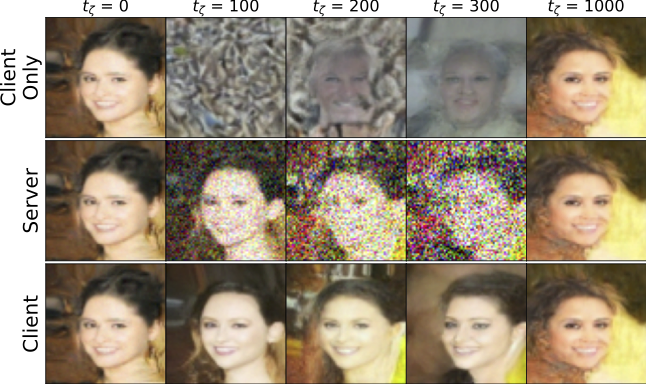 t_ζ = 0 t_ζ = 100 t_ζ = 200 t_ζ = 300 t_ζ = 1000
Client
Only
Server
Client